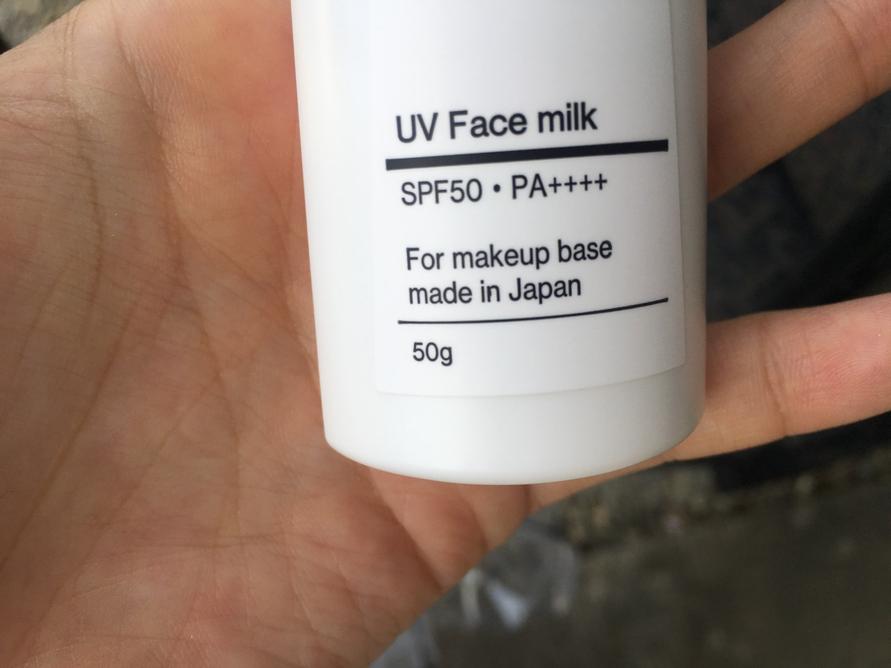 UV Face milk
SPF50 • PA++++
For makeup base
made in Japan
50g